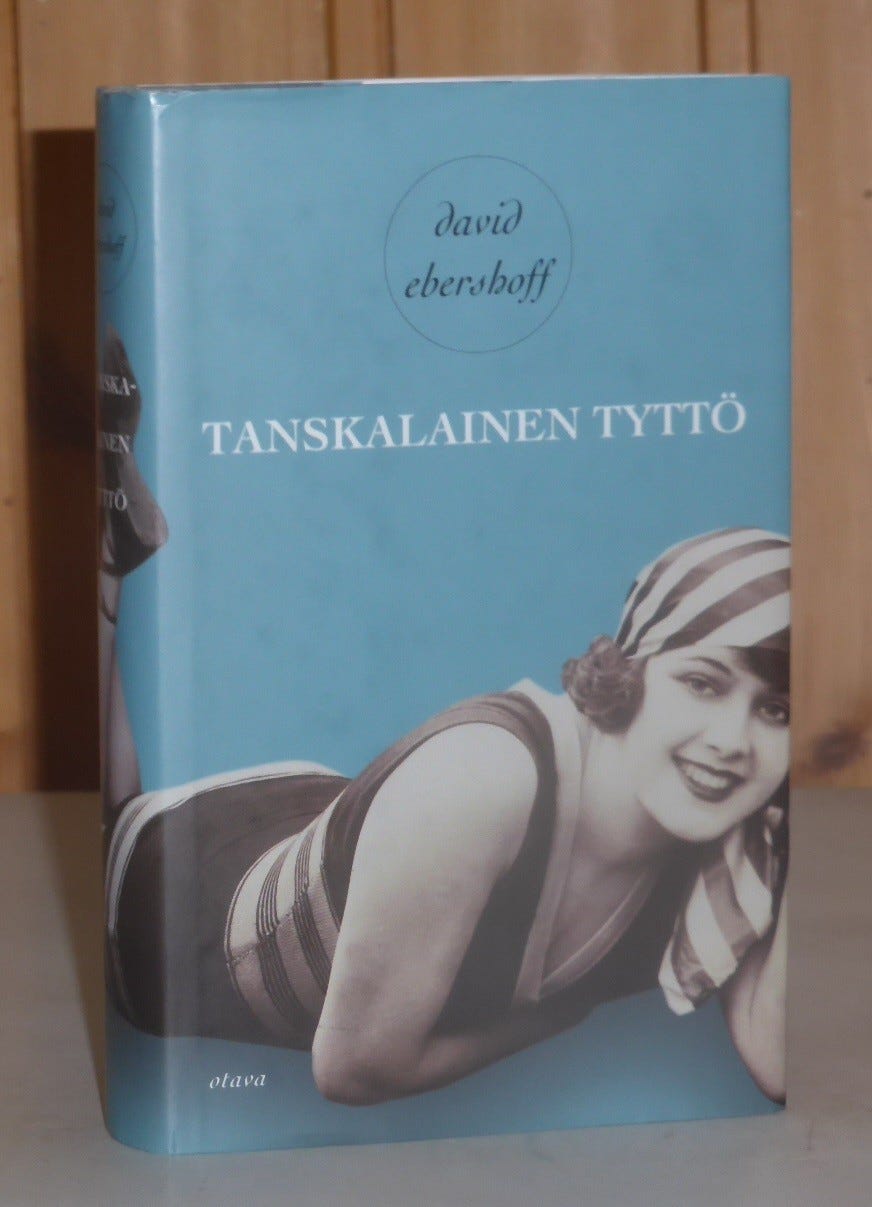 david
ebershoff
TANSKALAINEN TYTTÖ
otava